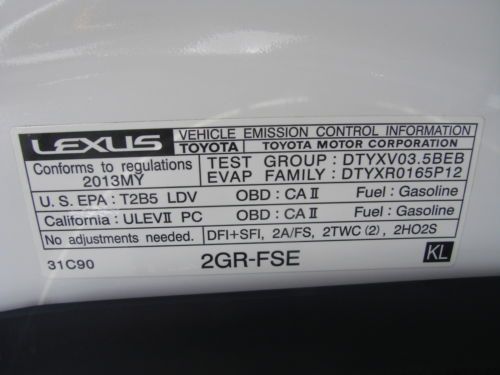 LEXUS VEHICLE EMISSION CONTROL INFORMATION
TOYOTA TOYOTA MOTOR CORPORATION
Conforms to regulations TEST GROUP : DTYXV03.5BEB
2013MY EVAP FAMILY : DTYXR0165P12
U. S. EPA : T2B5 LDV OBD : CA II Fuel : Gasoline
California : ULEVII PC OBD : CA II Fuel : Gasoline
No adjustments needed. DFI+SFI, 2A/FS, 2TWC (2), 2HO2S
31C90 2GR-FSE KL